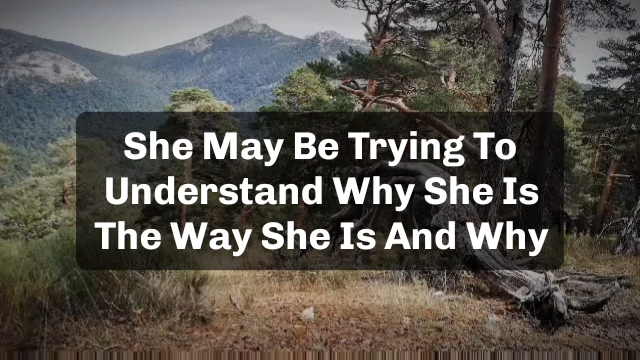 She May Be Trying To
Understand Why She Is
The Way She Is And Why